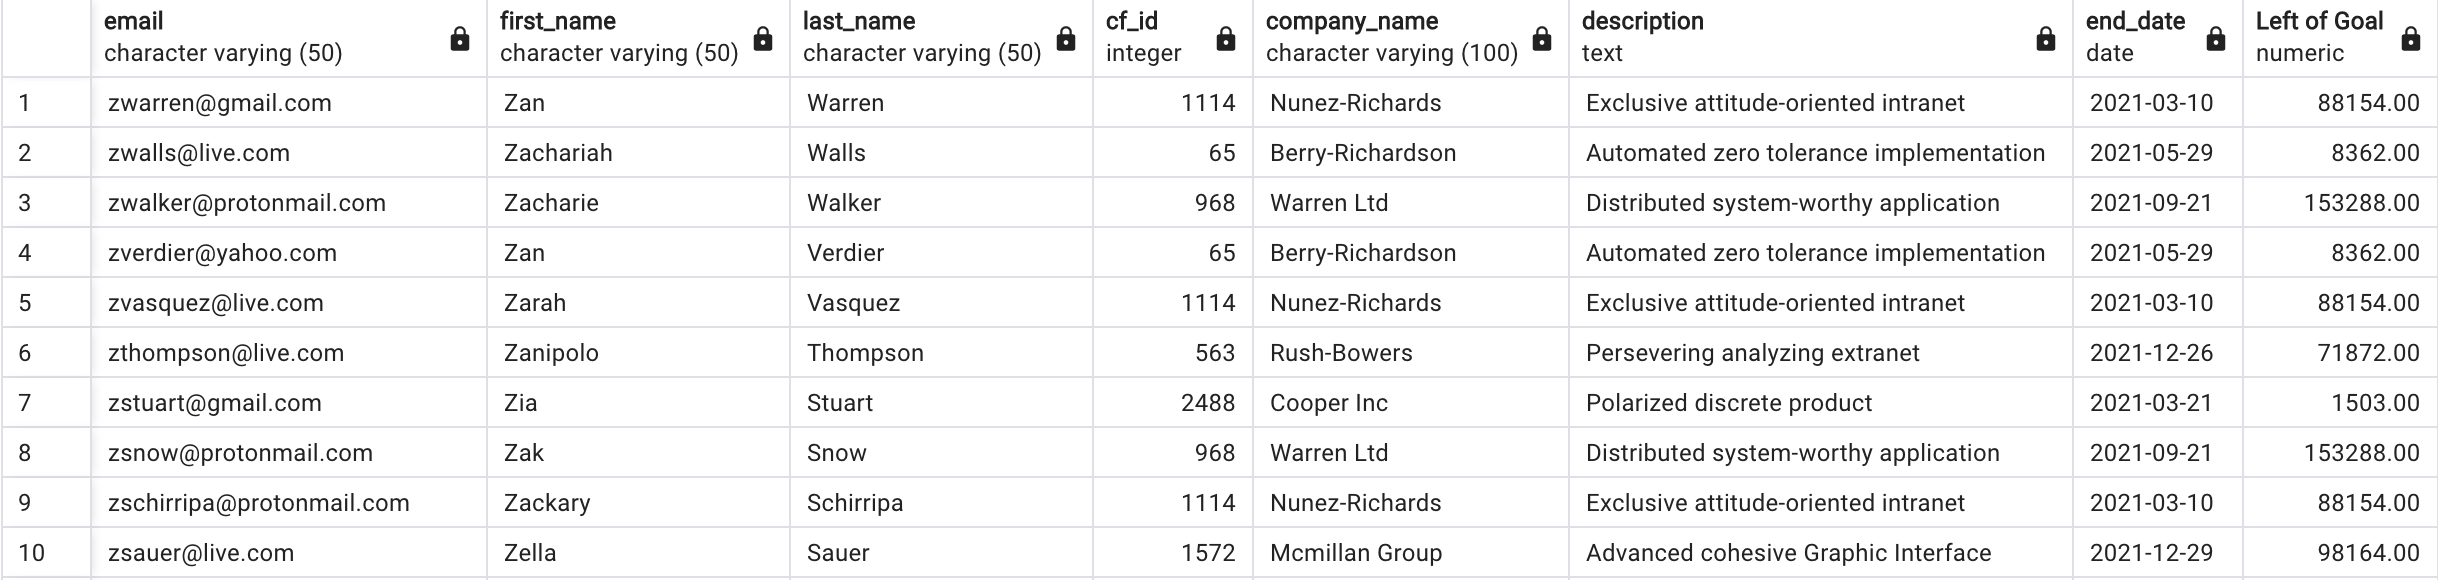 email first_name last_name cf_id company_name description end_date Left of Goal
character varying (50) character varying (50) character varying (50) integer character varying (100) text date numeric
1 zwarren@gmail.com Zan Warren 1114 Nunez-Richards Exclusive attitude-oriented intranet 2021-03-10 88154.00
2 zwalls@live.com Zachariah Walls 65 Berry-Richardson Automated zero tolerance implementation 2021-05-29 8362.00
3 zwalker@protonmail.com Zacharie Walker 968 Warren Ltd Distributed system-worthy application 2021-09-21 153288.00
4 zverdier@yahoo.com Zan Verdier 65 Berry-Richardson Automated zero tolerance implementation 2021-05-29 8362.00
5 zvasquez@live.com Zarah Vasquez 1114 Nunez-Richards Exclusive attitude-oriented intranet 2021-03-10 88154.00
6 zthompson@live.com Zanipolo Thompson 563 Rush-Bowers Persevering analyzing extranet 2021-12-26 71872.00
7 zstuart@gmail.com Zia Stuart 2488 Cooper Inc Polarized discrete product 2021-03-21 1503.00
8 zsnow@protonmail.com Zak Snow 968 Warren Ltd Distributed system-worthy application 2021-09-21 153288.00
9 zschirripa@protonmail.com Zackary Schirripa 1114 Nunez-Richards Exclusive attitude-oriented intranet 2021-03-10 88154.00
10 zsauer@live.com Zella Sauer 1572 Mcmillan Group Advanced cohesive Graphic Interface 2021-12-29 98164.00